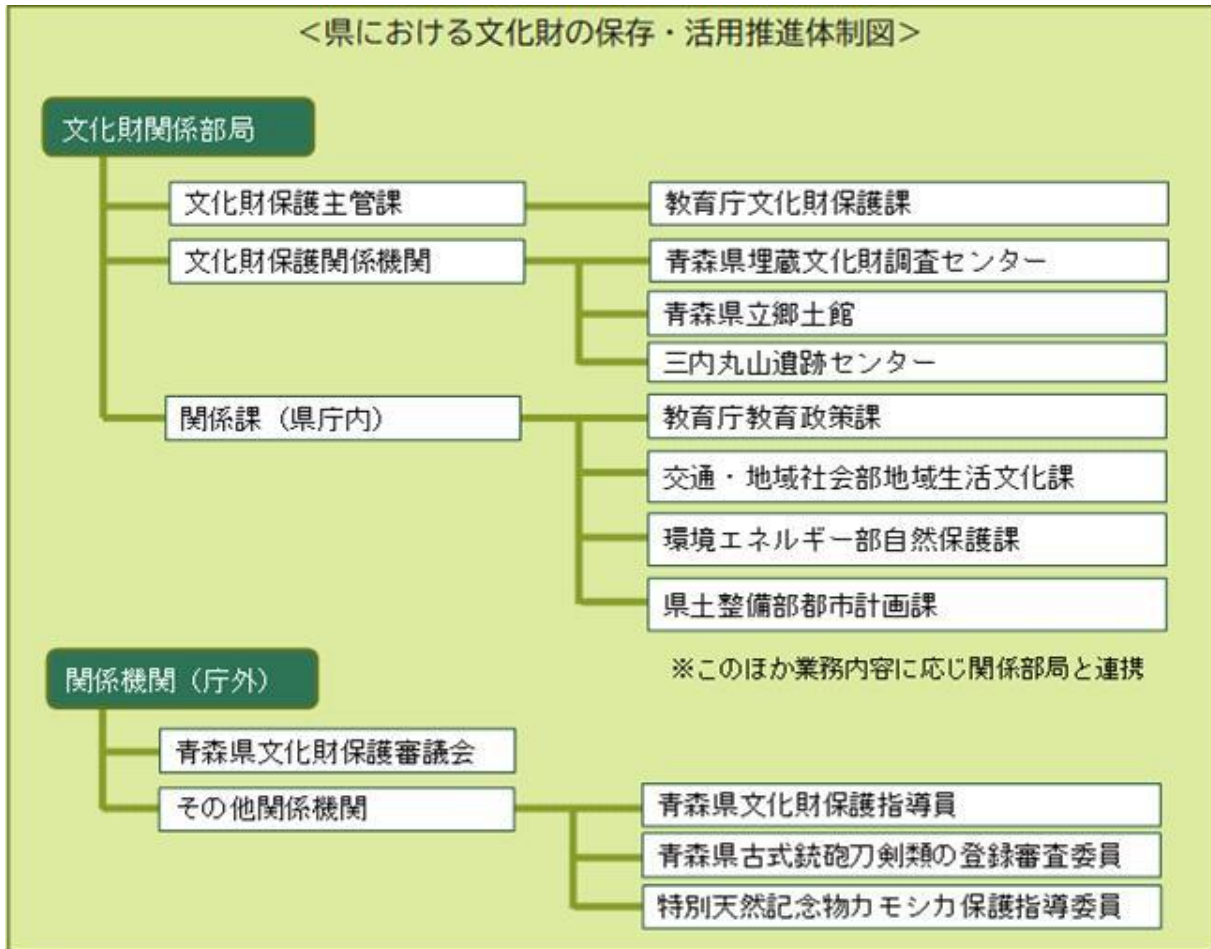 ＜県における文化財の保存・活用推進体制図＞
文化財関係部局
文化財保護主管課
教育庁文化財保護課
文化財保護関係機関
青森県埋蔵文化財調査センター
青森県立郷土館
三内丸山遺跡センター
関係課（県庁内）
教育庁教育政策課
交通・地域社会部地域生活文化課
環境エネルギー部自然保護課
県土整備部都市計画課
※このほか業務内容に応じ関係部局と連携
関係機関（庁外）
青森県文化財保護審議会
その他関係機関
青森県文化財保護指導員
青森県古式銃砲刀剣類の登録審査委員
特別天然記念物カモシカ保護指導委員